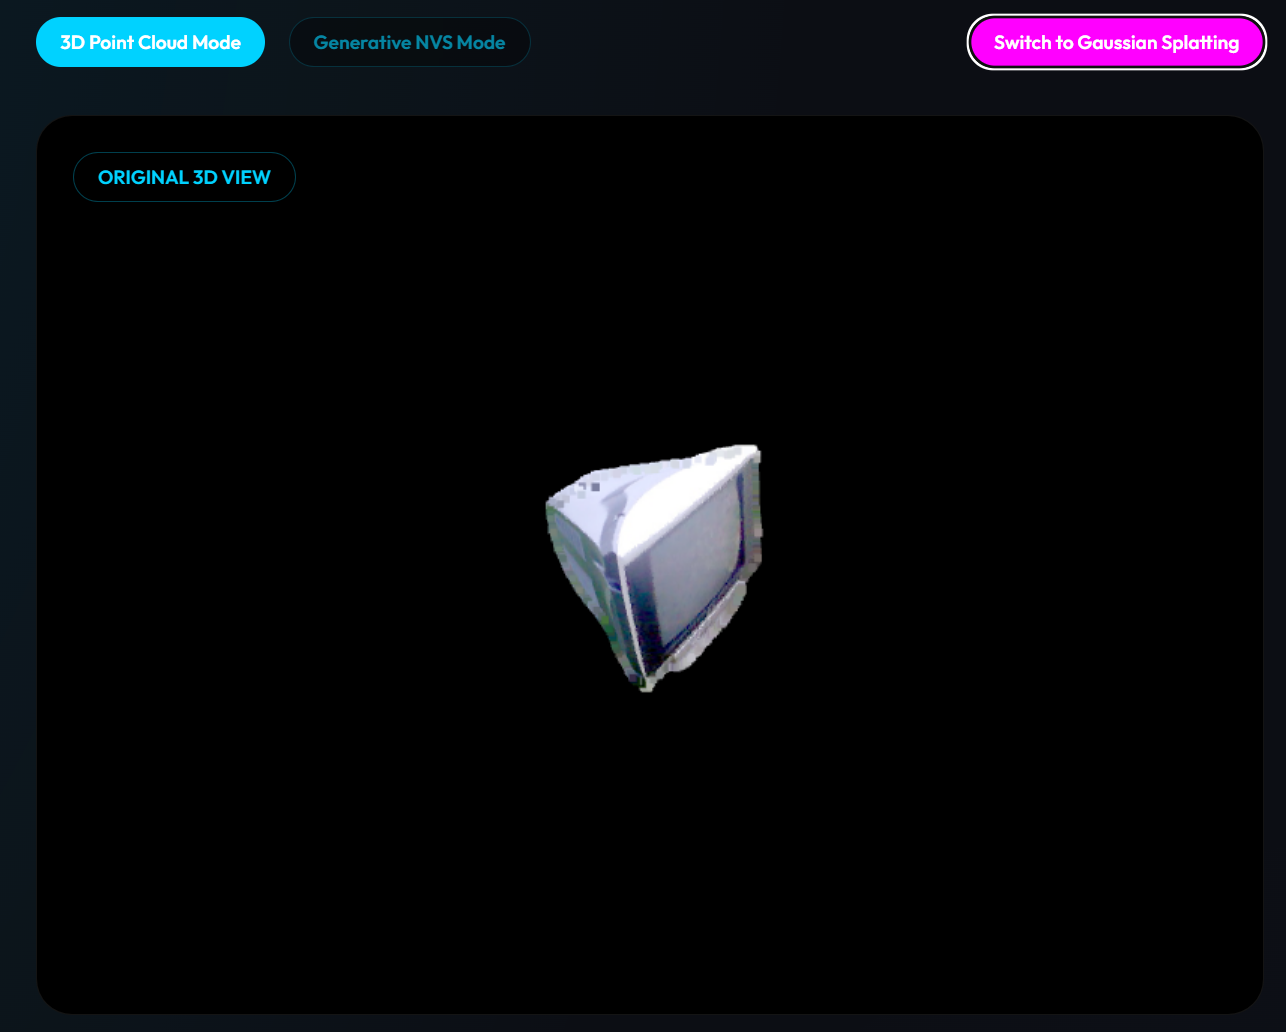 3D Point Cloud Mode
Generative NVS Mode
Switch to Gaussian Splatting
ORIGINAL 3D VIEW